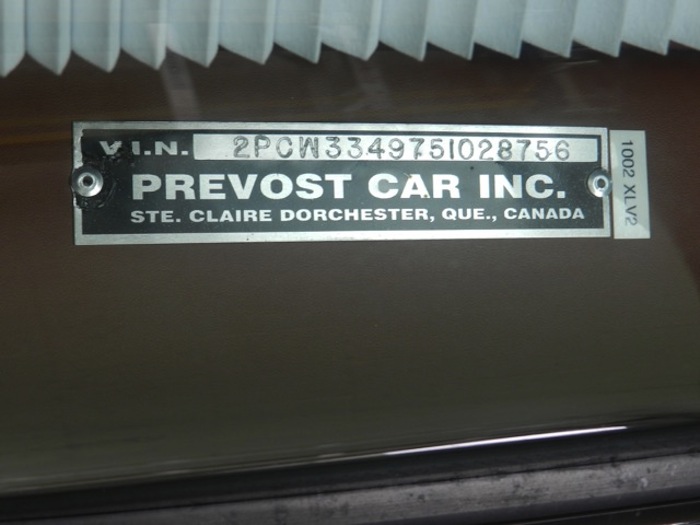 V.I.N. 2PCW3349751028756
PREVOST CAR INC.
STE. CLAIRE DORCHESTER, QUE., CANADA
1002 XLV2